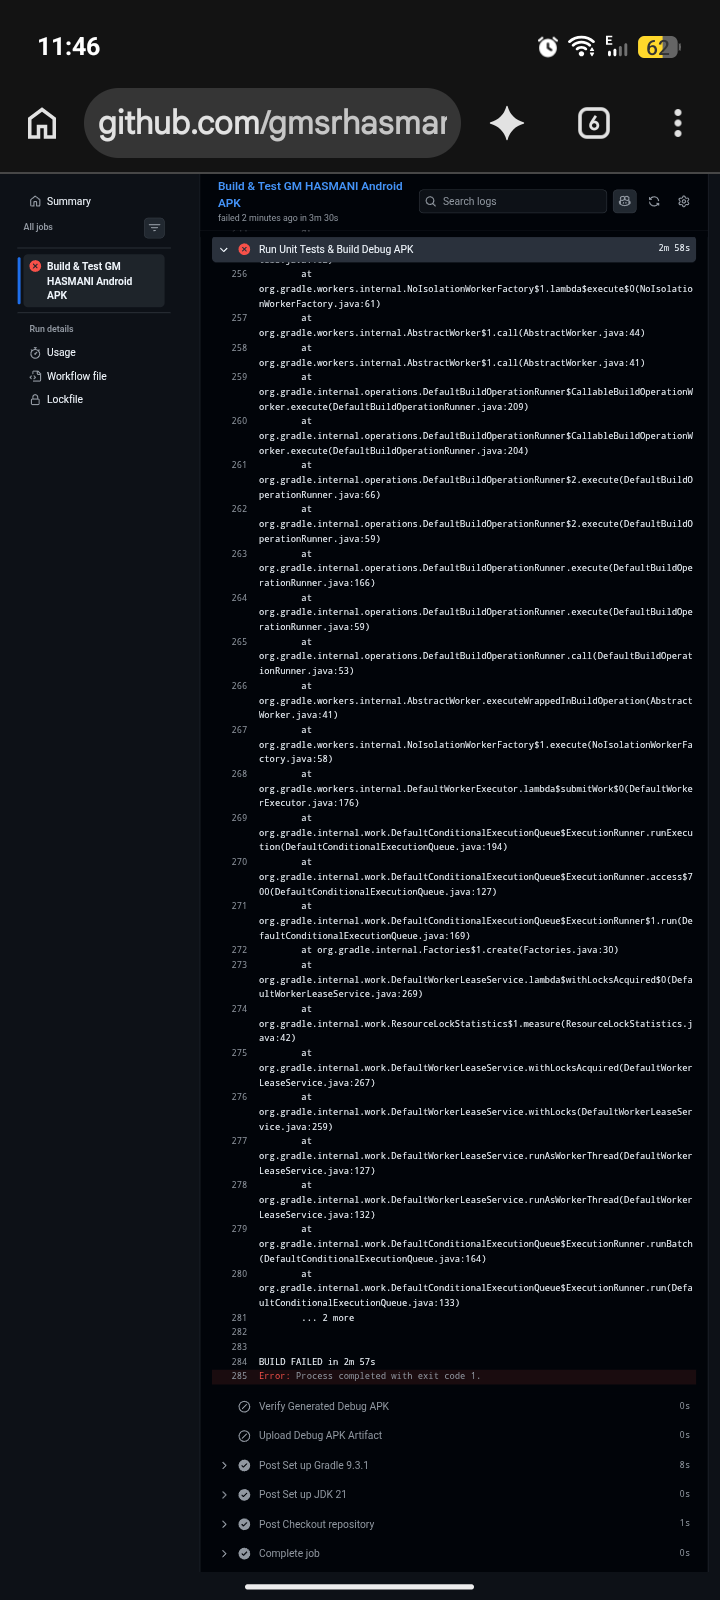 11:46
E
62
github.com/gmsrhasmar
6
Summary
All jobs
Build & Test GM
HASMANI Android
APK
Run details
Usage
Workflow file
Lockfile
Build & Test GM HASMANI Android
APK
failed 2 minutes ago in 3m 30s
Search logs
Run Unit Tests & Build Debug APK 2m 58s
256 at
org.gradle.workers.internal.NoIsolationWorkerFactory$1.lambda$execute$0(NoIsolatio
nWorkerFactory.java:61)
257 at
org.gradle.workers.internal.AbstractWorker$1.call(AbstractWorker.java:44)
258 at
org.gradle.workers.internal.AbstractWorker$1.call(AbstractWorker.java:41)
259 at
org.gradle.internal.operations.DefaultBuildOperationRunner$CallableBuildOperationW
orker.execute(DefaultBuildOperationRunner.java:209)
260 at
org.gradle.internal.operations.DefaultBuildOperationRunner$CallableBuildOperationW
orker.execute(DefaultBuildOperationRunner.java:204)
261 at
org.gradle.internal.operations.DefaultBuildOperationRunner$2.execute(DefaultBuildO
perationRunner.java:66)
262 at
org.gradle.internal.operations.DefaultBuildOperationRunner$2.execute(DefaultBuildO
perationRunner.java:59)
263 at
org.gradle.internal.operations.DefaultBuildOperationRunner.execute(DefaultBuildOpe
rationRunner.java:166)
264 at
org.gradle.internal.operations.DefaultBuildOperationRunner.execute(DefaultBuildOpe
rationRunner.java:59)
265 at
org.gradle.internal.operations.DefaultBuildOperationRunner.call(DefaultBuildOperat
ionRunner.java:53)
266 at
org.gradle.workers.internal.AbstractWorker.executeWrappedInBuildOperation(Abstract
Worker.java:41)
267 at
org.gradle.workers.internal.NoIsolationWorkerFactory$1.execute(NoIsolationWorkerFa
ctory.java:58)
268 at
org.gradle.workers.internal.DefaultWorkerExecutor.lambda$submitWork$0(DefaultWorke
rExecutor.java:176)
269 at
org.gradle.internal.work.DefaultConditionalExecutionQueue$ExecutionRunner.runExecu
tion(DefaultConditionalExecutionQueue.java:194)
270 at
org.gradle.internal.work.DefaultConditionalExecutionQueue$ExecutionRunner.access$7
00(DefaultConditionalExecutionQueue.java:127)
271 at
org.gradle.internal.work.DefaultConditionalExecutionQueue$ExecutionRunner$1.run(De
faultConditionalExecutionQueue.java:169)
272 at org.gradle.internal.Factories$1.create(Factories.java:30)
273 at
org.gradle.internal.work.DefaultWorkerLeaseService.lambda$withLocksAcquired$0(Defa
ultWorkerLeaseService.java:269)
274 at
org.gradle.internal.work.ResourceLockStatistics$1.measure(ResourceLockStatistics.j
ava:42)
275 at
org.gradle.internal.work.DefaultWorkerLeaseService.withLocksAcquired(DefaultWorker
LeaseService.java:267)
276 at
org.gradle.internal.work.DefaultWorkerLeaseService.withLocks(DefaultWorkerLeaseSer
vice.java:259)
277 at
org.gradle.internal.work.DefaultWorkerLeaseService.runAsWorkerThread(DefaultWorker
LeaseService.java:127)
278 at
org.gradle.internal.work.DefaultWorkerLeaseService.runAsWorkerThread(DefaultWorker
LeaseService.java:132)
279 at
org.gradle.internal.work.DefaultConditionalExecutionQueue$ExecutionRunner.runBatch
(DefaultConditionalExecutionQueue.java:164)
280 at
org.gradle.internal.work.DefaultConditionalExecutionQueue$ExecutionRunner.run(Defa
ultConditionalExecutionQueue.java:133)
281 ... 2 more
282
283
284 BUILD FAILED in 2m 57s
285 Error: Process completed with exit code 1.
Verify Generated Debug APK 0s
Upload Debug APK Artifact 0s
Post Set up Gradle 9.3.1 8s
Post Set up JDK 21 0s
Post Checkout repository 1s
Complete job 0s